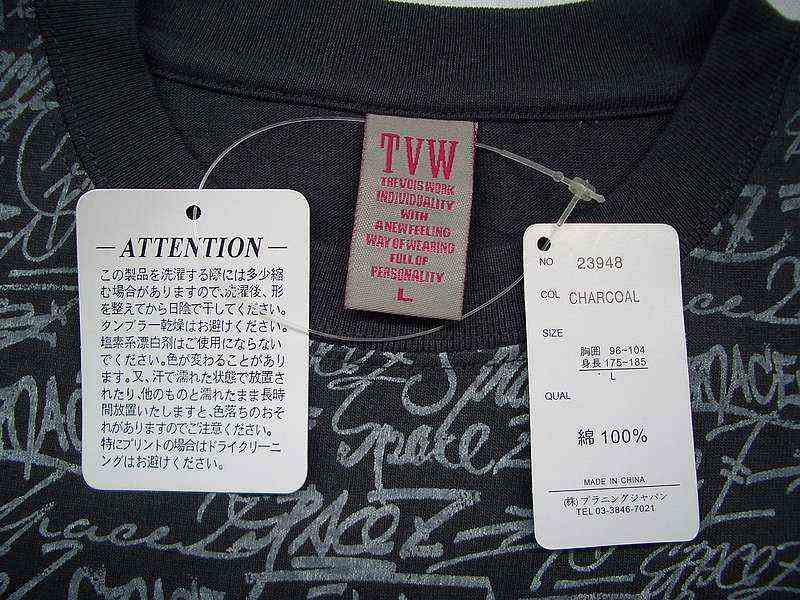 TVW
TREVOIS WORK
INDIVIDUALITY
WITH
A NEW FEELING
WAY OF WEARING
FULL OF
PERSONALITY
L
— ATTENTION —
この製品を洗濯する際には多少縮
む場合がありますので、洗濯後、形
を整えてから日陰で干してください。
タンブラー乾燥はお避けください。
塩素系漂白剤はご使用にならない
でください。色が変わることがあり
ます。又、汗で濡れた状態で放置さ
れたり、他のものと濡れたまま長時
間放置いたしますと、色落ちのおそ
れがありますのでご注意ください。
特にプリントの場合はドライクリーニ
ングはお避けください。
NO 23948
COL CHARCOAL
SIZE
胸囲 96-104
身長 175-185
L
QUAL
綿 100%
MADE IN CHINA
(株)プラニングジャパン
TEL 03-3846-7021
Space Z
Space Z
SPACE Z